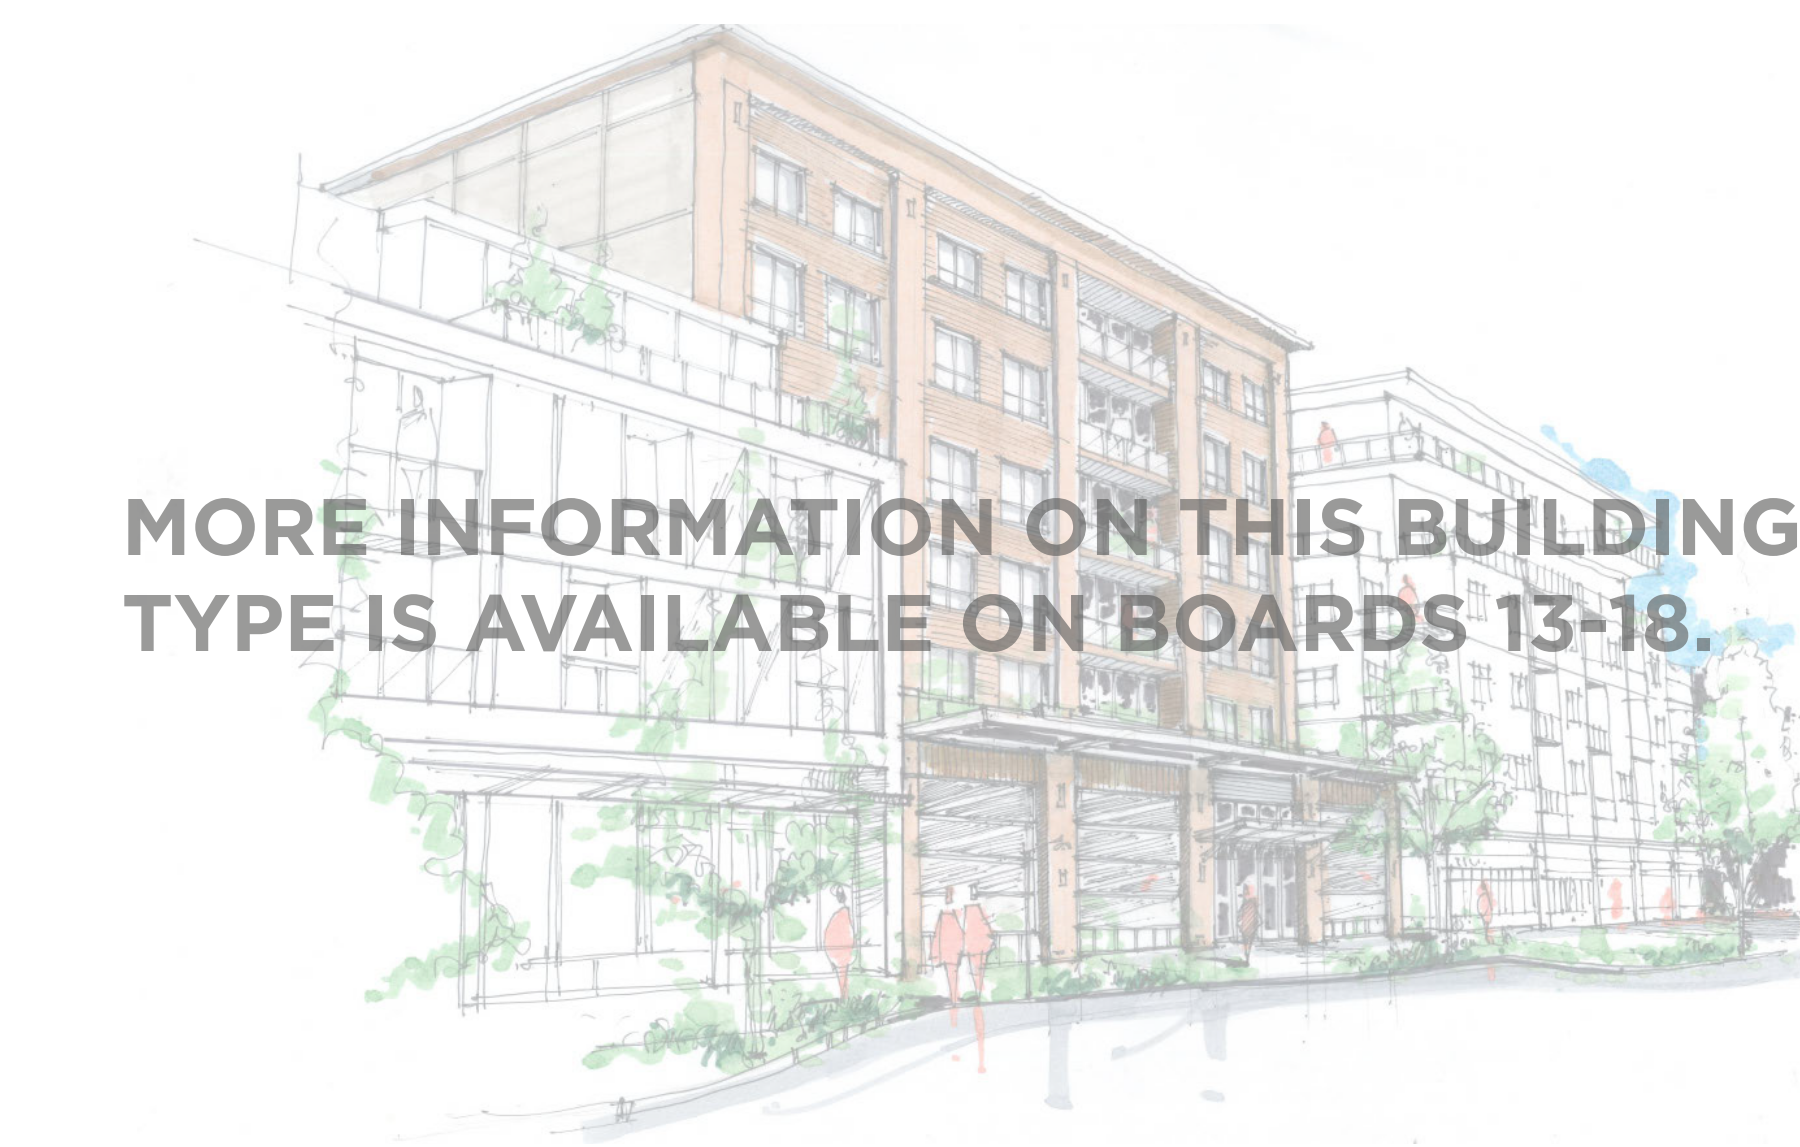 MORE INFORMATION ON THIS BUILDING
TYPE IS AVAILABLE ON BOARDS 13-18.